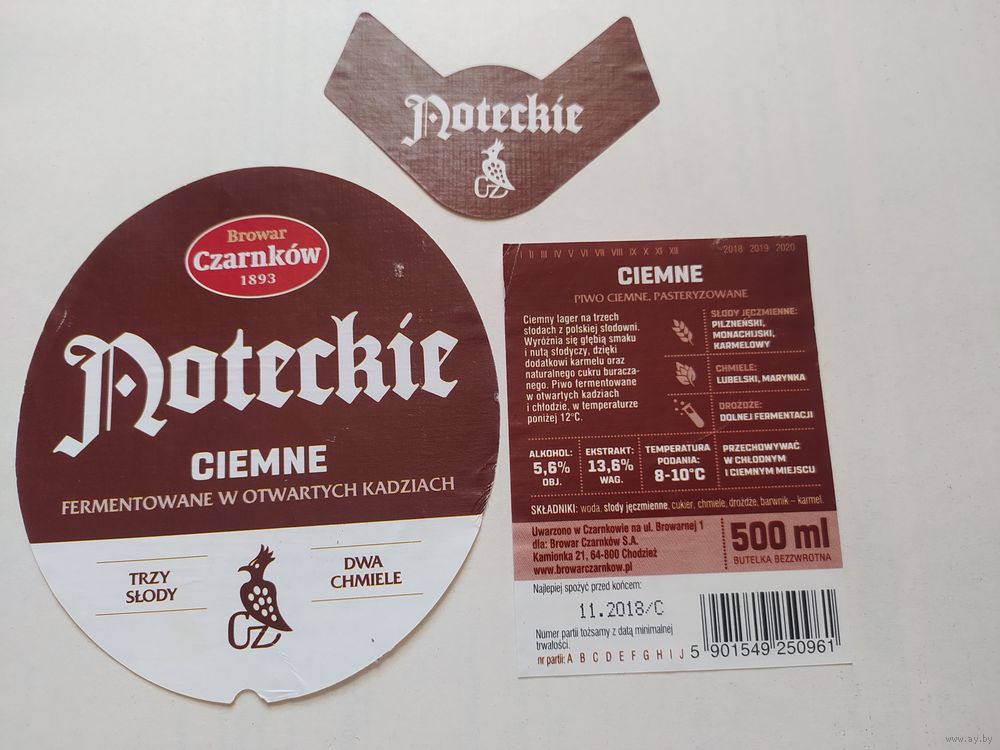 Noteckie
CZ
Browar
Czarnków
1893
Noteckie
CIEMNE
FERMENTOWANE W OTWARTYCH KADZIACH
TRZY
SŁODY
DWA
CHMIELE
CZ
I II III IV V VI VII VIII IX X XI XII 2018 2019 2020
CIEMNE
PIWO CIEMNE, PASTERYZOWANE
Ciemny lager na trzech
słodach z polskiej słodowni.
Wyróżnia się głębią smaku
i nutą słodyczy, dzięki
dodatkowi karmelu oraz
naturalnego cukru buracza-
nego. Piwo fermentowane
w otwartych kadziach
i chłodzie, w temperaturze
poniżej 12°C.
SŁODY JĘCZMIENNE:
PILZNEŃSKI,
MONACHIJSKI,
KARMELOWY
CHMIELE:
LUBELSKI, MARYNKA
DROŻDŻE:
DOLNEJ FERMENTACJI
ALKOHOL:
5,6%
OBJ.
EKSTRAKT:
13,6%
WAG.
TEMPERATURA
PODANIA:
8-10°C
PRZECHOWYWAĆ
W CHŁODNYM
I CIEMNYM MIEJSCU
SKŁADNIKI: woda, słody jęczmienne, cukier, chmiele, drożdże, barwnik – karmel.
Uwarzono w Czarnkowie na ul. Browarnej 1
dla: Browar Czarnków S.A.
Kamionka 21, 64-800 Chodzież
www.browarczarnkow.pl
500 ml
BUTELKA BEZZWROTNA
Najlepiej spożyć przed końcem:
11.2018/C
Numer partii tożsamy z datą minimalnej
trwałości.
nr partii: A B C D E F G H I J
5 901549 250961
www.ay.by